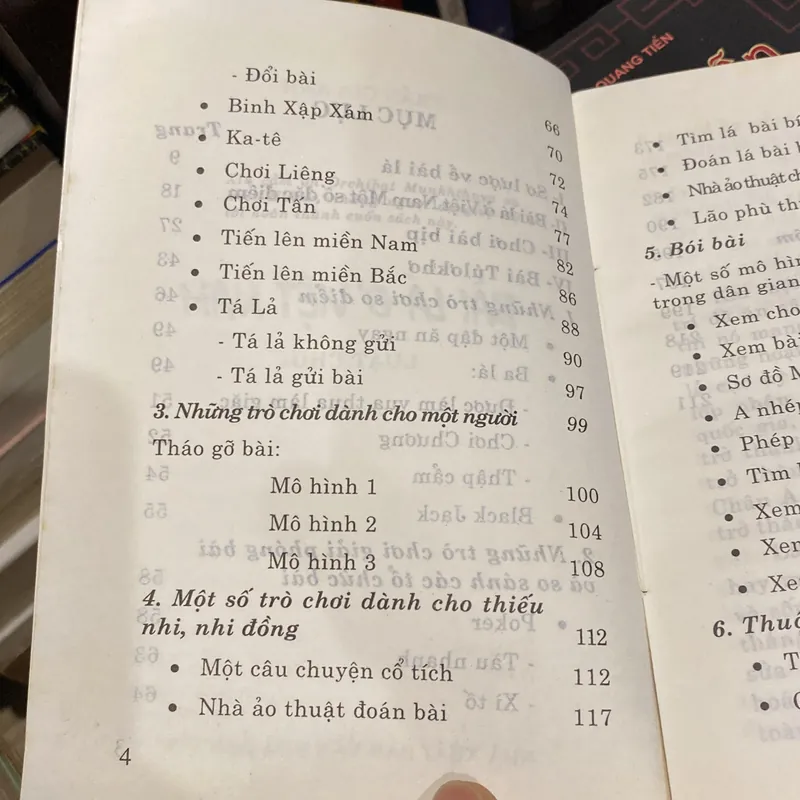 - Đổi bài 66
• Binh Xập Xám 70
• Ka-tê 72
• Chơi Liêng 74
• Chơi Tấn 77
• Tiến lên miền Nam 82
• Tiến lên miền Bắc 86
• Tá Lả 88
- Tá lả không gửi 90
- Tá lả gửi bài 97
3. Những trò chơi dành cho một người 99
Tháo gỡ bài:
Mô hình 1 100
Mô hình 2 104
Mô hình 3 108
4. Một số trò chơi dành cho thiếu
nhi, nhi đồng 112
• Một câu chuyện cổ tích 112
• Nhà ảo thuật đoán bài 117
4
QUANG TIẾN
• Tìm lá bài
• Đoán lá bài
• Nhà ảo thuật
• Lão phù
5. Bói bài
- Một số mô
trong dân gian
• Xem cho
• Xem bài
• Sơ đồ
• A
• Phép
• Tìm
• Xem
• Xem
•
6.
•
•